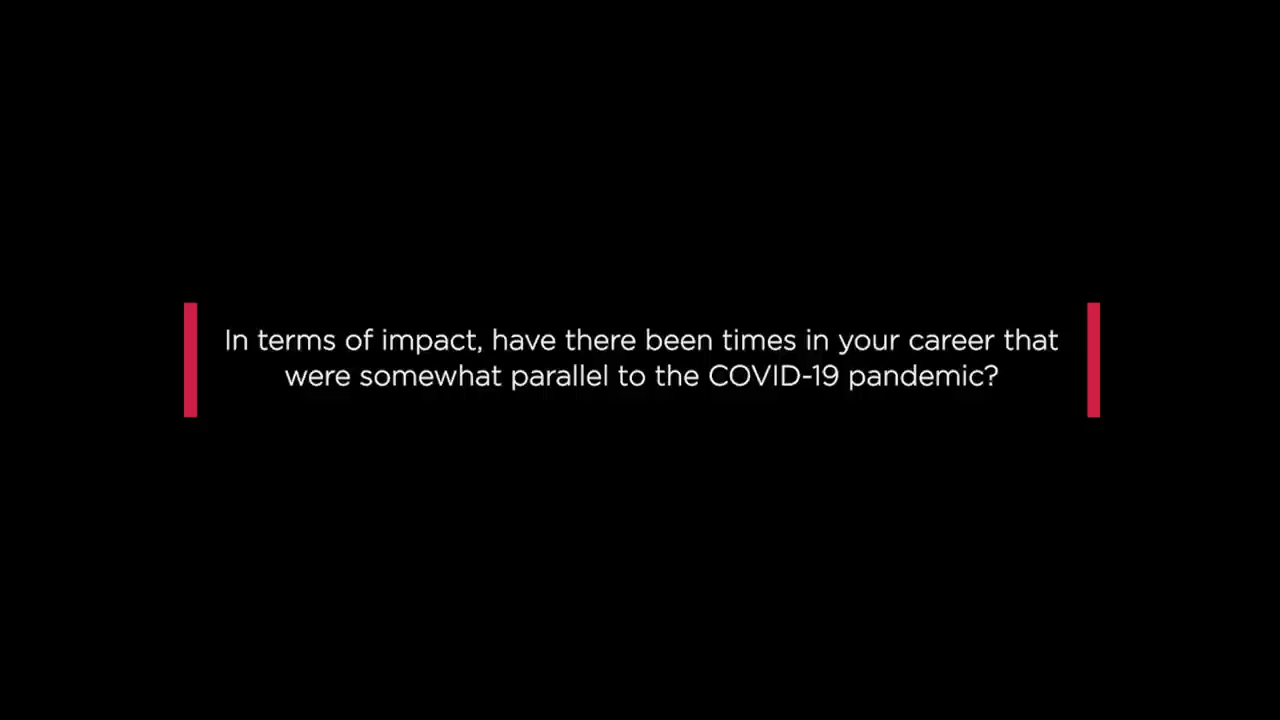 In terms of impact, have there been times in your career that
were somewhat parallel to the COVID-19 pandemic?